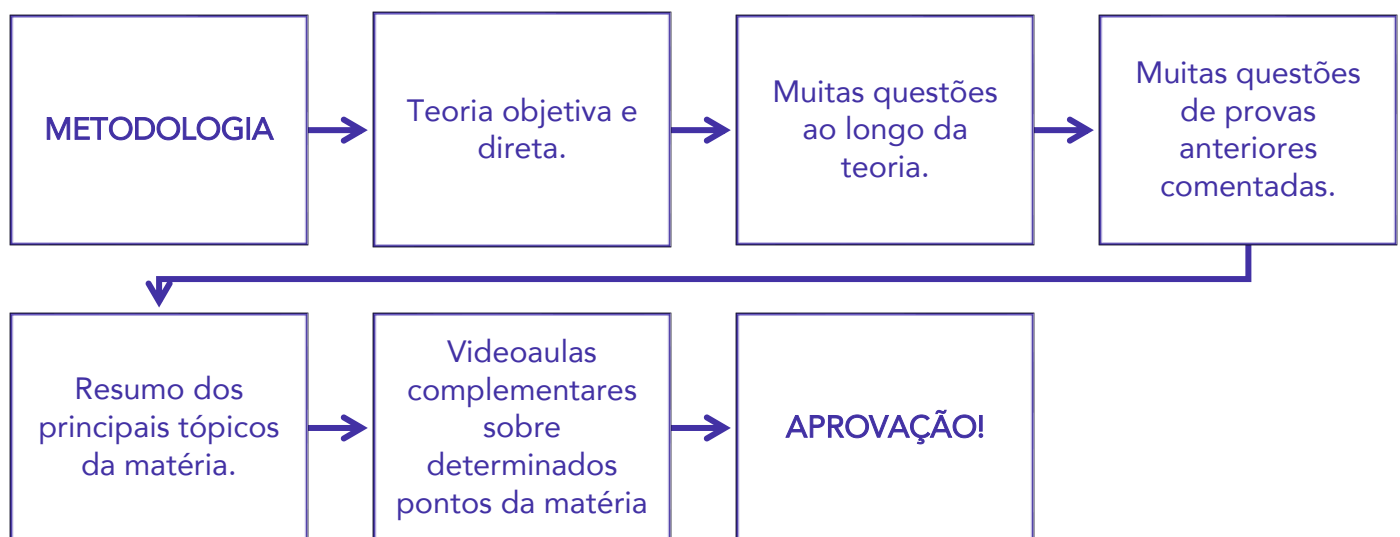 METODOLOGIA
Teoria objetiva e
direta.
Muitas questões
ao longo da
teoria.
Muitas questões
de provas
anteriores
comentadas.
Resumo dos
principais tópicos
da matéria.
Videoaulas
complementares
sobre
determinados
pontos da matéria
APROVAÇÃO!